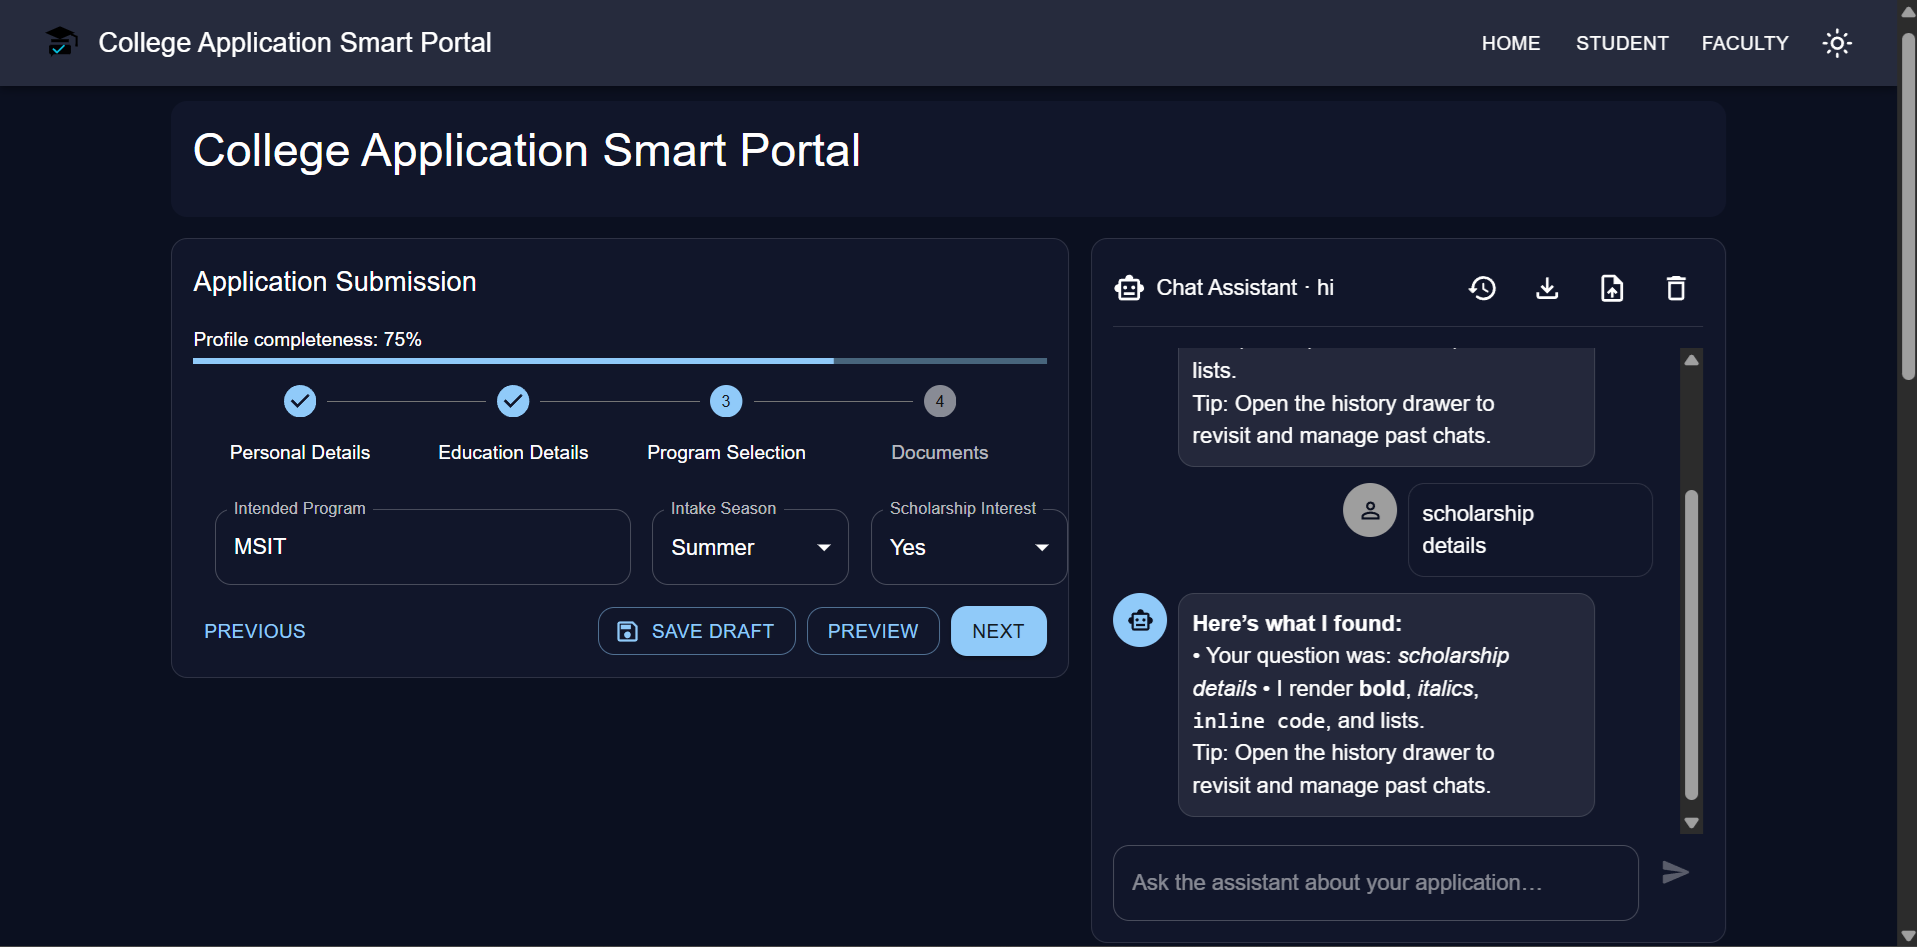 College Application Smart Portal
HOME
STUDENT
FACULTY
College Application Smart Portal
Application Submission
Profile completeness: 75%
3
4
Personal Details
Education Details
Program Selection
Documents
Intended Program
MSIT
Intake Season
Summer
Scholarship Interest
Yes
PREVIOUS
SAVE DRAFT
PREVIEW
NEXT
Chat Assistant · hi
lists.
Tip: Open the history drawer to
revisit and manage past chats.
scholarship
details
Here’s what I found:
• Your question was: scholarship
details • I render bold, italics,
inline code, and lists.
Tip: Open the history drawer to
revisit and manage past chats.
Ask the assistant about your application…